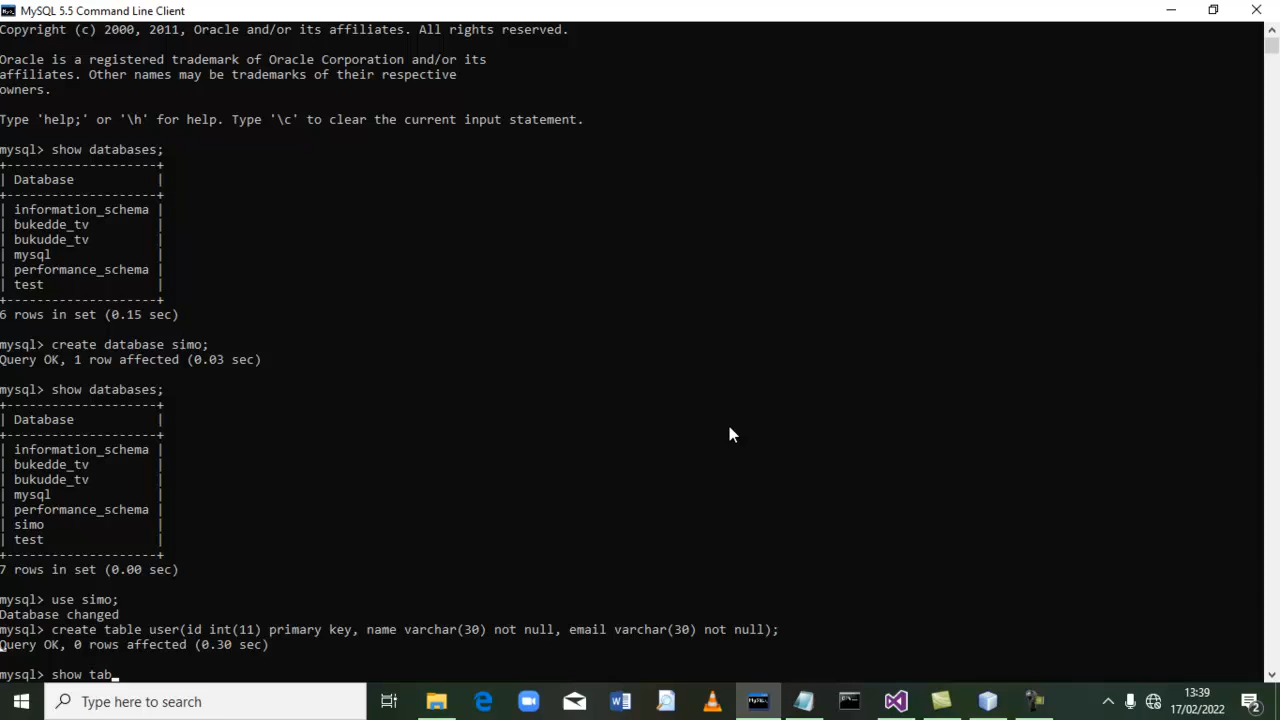 MySQL 5.5 Command Line Client
Copyright (c) 2000, 2011, Oracle and/or its affiliates. All rights reserved.
Oracle is a registered trademark of Oracle Corporation and/or its
affiliates. Other names may be trademarks of their respective
owners.
Type 'help;' or '\h' for help. Type '\c' to clear the current input statement.
mysql> show databases;
+--------------------+
| Database           |
+--------------------+
| information_schema |
| bukedde_tv         |
| bukudde_tv         |
| mysql              |
| performance_schema |
| test               |
+--------------------+
6 rows in set (0.15 sec)
mysql> create database simo;
Query OK, 1 row affected (0.03 sec)
mysql> show databases;
+--------------------+
| Database           |
+--------------------+
| information_schema |
| bukedde_tv         |
| bukudde_tv         |
| mysql              |
| performance_schema |
| simo               |
| test               |
+--------------------+
7 rows in set (0.00 sec)
mysql> use simo;
Database changed
mysql> create table user(id int(11) primary key, name varchar(30) not null, email varchar(30) not null);
Query OK, 0 rows affected (0.30 sec)
mysql> show tab_
Type here to search
13:39
17/02/2022
2